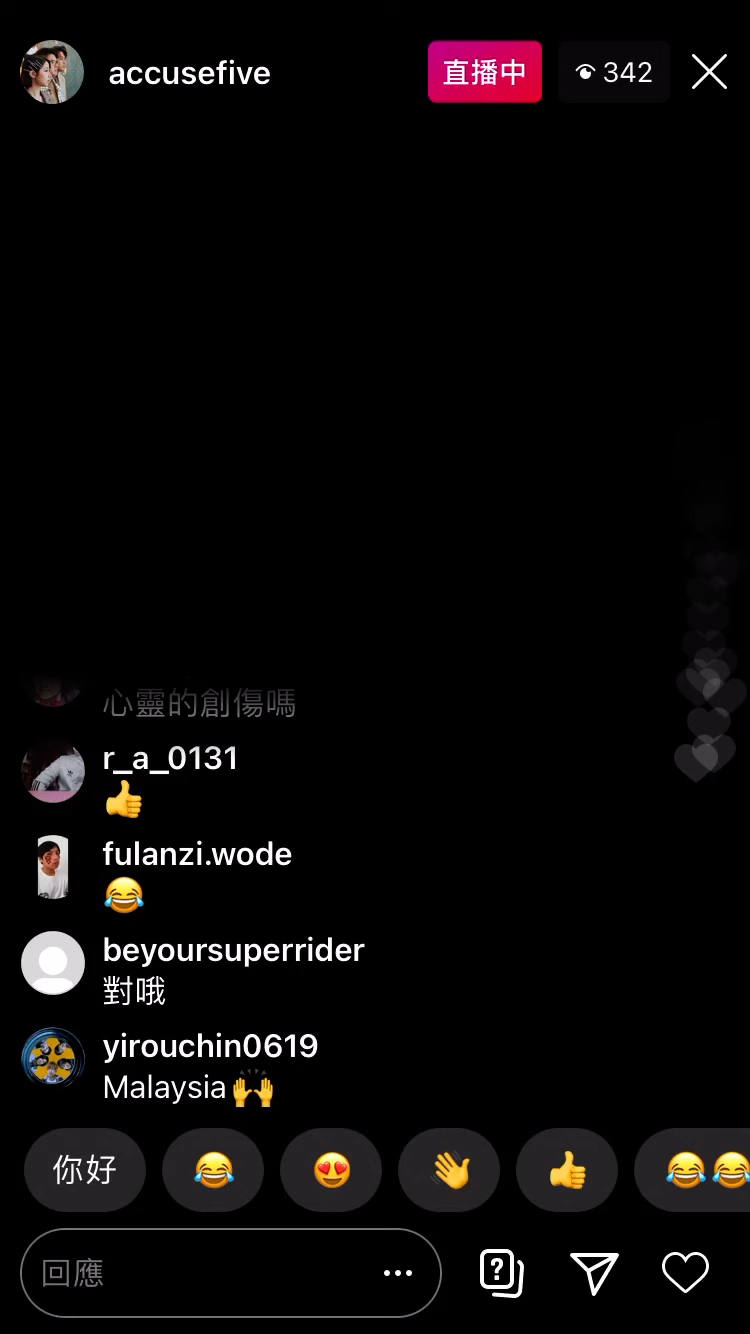 accusefive
直播中
342
心靈的創傷嗎
r_a_0131
👍
fulanzi.wode
😂
beyoursuperrider
對哦
yirouchin0619
Malaysia🙌
你好 😂 😍 👋 👍 😂😂
回應